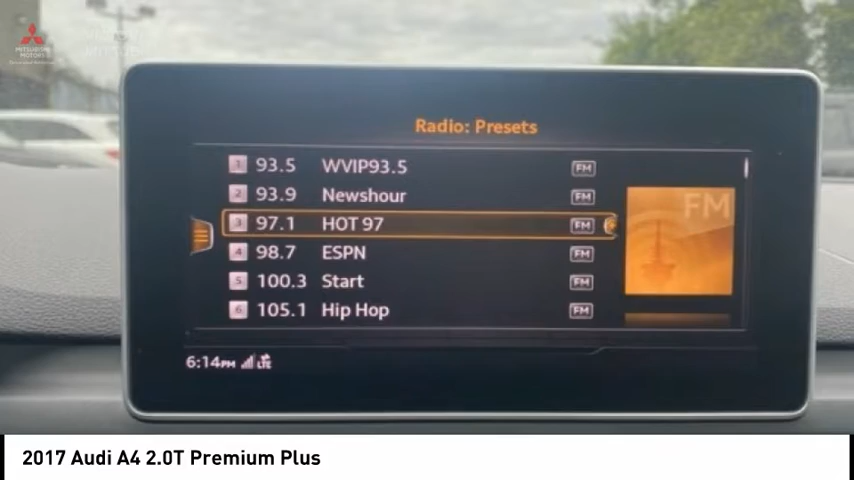 MITSUBISHI
MOTORS
Radio: Presets
1 93.5 WVIP93.5 FM
2 93.9 Newshour FM
3 97.1 HOT 97 FM
4 98.7 ESPN FM
5 100.3 Start FM
6 105.1 Hip Hop FM
FM
6:14PM LTE
2017 Audi A4 2.0T Premium Plus